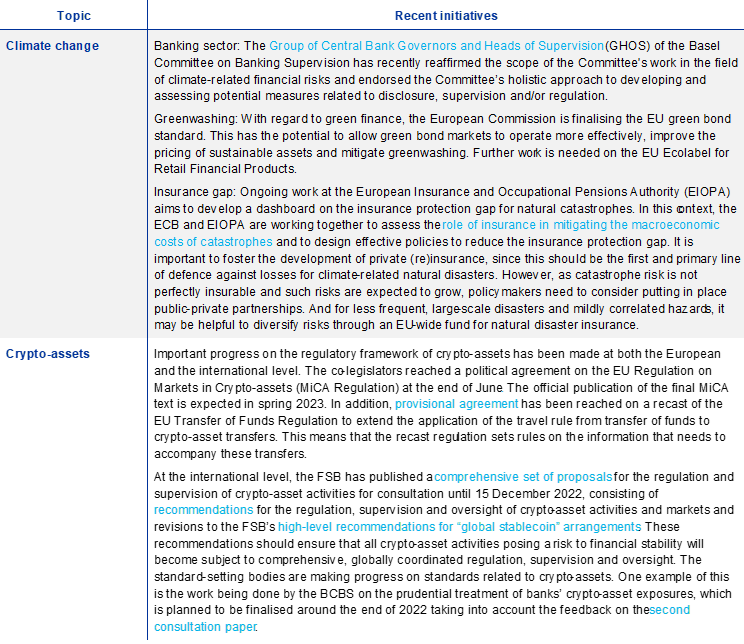 Topic Recent initiatives
Climate change Banking sector: The Group of Central Bank Governors and Heads of Supervision (GHOS) of the Basel
Committee on Banking Supervision has recently reaffirmed the scope of the Committee's work in the field
of climate-related financial risks and endorsed the Committee's holistic approach to developing and
assessing potential measures related to disclosure, supervision and/or regulation.
Greenwashing: With regard to green finance, the European Commission is finalising the EU green bond
standard. This has the potential to allow green bond markets to operate more effectively, improve the
pricing of sustainable assets and mitigate greenwashing. Further work is needed on the EU Ecolabel for
Retail Financial Products.
Insurance gap: Ongoing work at the European Insurance and Occupational Pensions Authority (EIOPA)
aims to develop a dashboard on the insurance protection gap for natural catastrophes. In this context, the
ECB and EIOPA are working together to assess the role of insurance in mitigating the macroeconomic
costs of catastrophes and to design effective policies to reduce the insurance protection gap. It is
important to foster the development of private (re)insurance, since this should be the first and primary line
of defence against losses for climate-related natural disasters. However, as catastrophe risk is not
perfectly insurable and such risks are expected to grow, policymakers need to consider putting in place
public-private partnerships. And for less frequent, large-scale disasters and mildly correlated hazards, it
may be helpful to diversify risks through an EU-wide fund for natural disaster insurance.
Crypto-assets Important progress on the regulatory framework of crypto-assets has been made at both the European
and the international level. The co-legislators reached a political agreement on the EU Regulation on
Markets in Crypto-assets (MiCA Regulation) at the end of June. The official publication of the final MiCA
text is expected in spring 2023. In addition, provisional agreement has been reached on a recast of the
EU Transfer of Funds Regulation to extend the application of the travel rule from transfer of funds to
crypto-asset transfers. This means that the recast regulation sets rules on the information that needs to
accompany these transfers.
At the international level, the FSB has published a comprehensive set of proposals for the regulation and
supervision of crypto-asset activities for consultation until 15 December 2022, consisting of
recommendations for the regulation, supervision and oversight of crypto-asset activities and markets and
revisions to the FSB's high-level recommendations for “global stablecoin” arrangements. These
recommendations should ensure that all crypto-asset activities posing a risk to financial stability will
become subject to comprehensive, globally coordinated regulation, supervision and oversight. The
standard-setting bodies are making progress on standards related to crypto-assets. One example of this
is the work being done by the BCBS on the prudential treatment of banks' crypto-asset exposures, which
is planned to be finalised around the end of 2022 taking into account the feedback on the second
consultation paper.